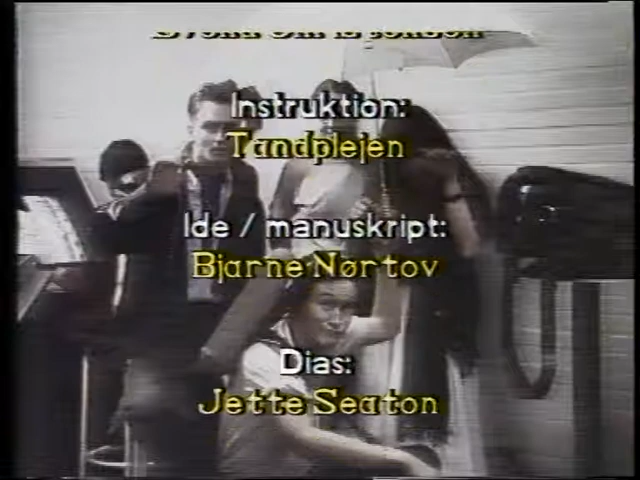 Instruktion:
Tandplejen
Ide / manuskript:
Bjarne Nørtov
Dias:
Jette Seaton